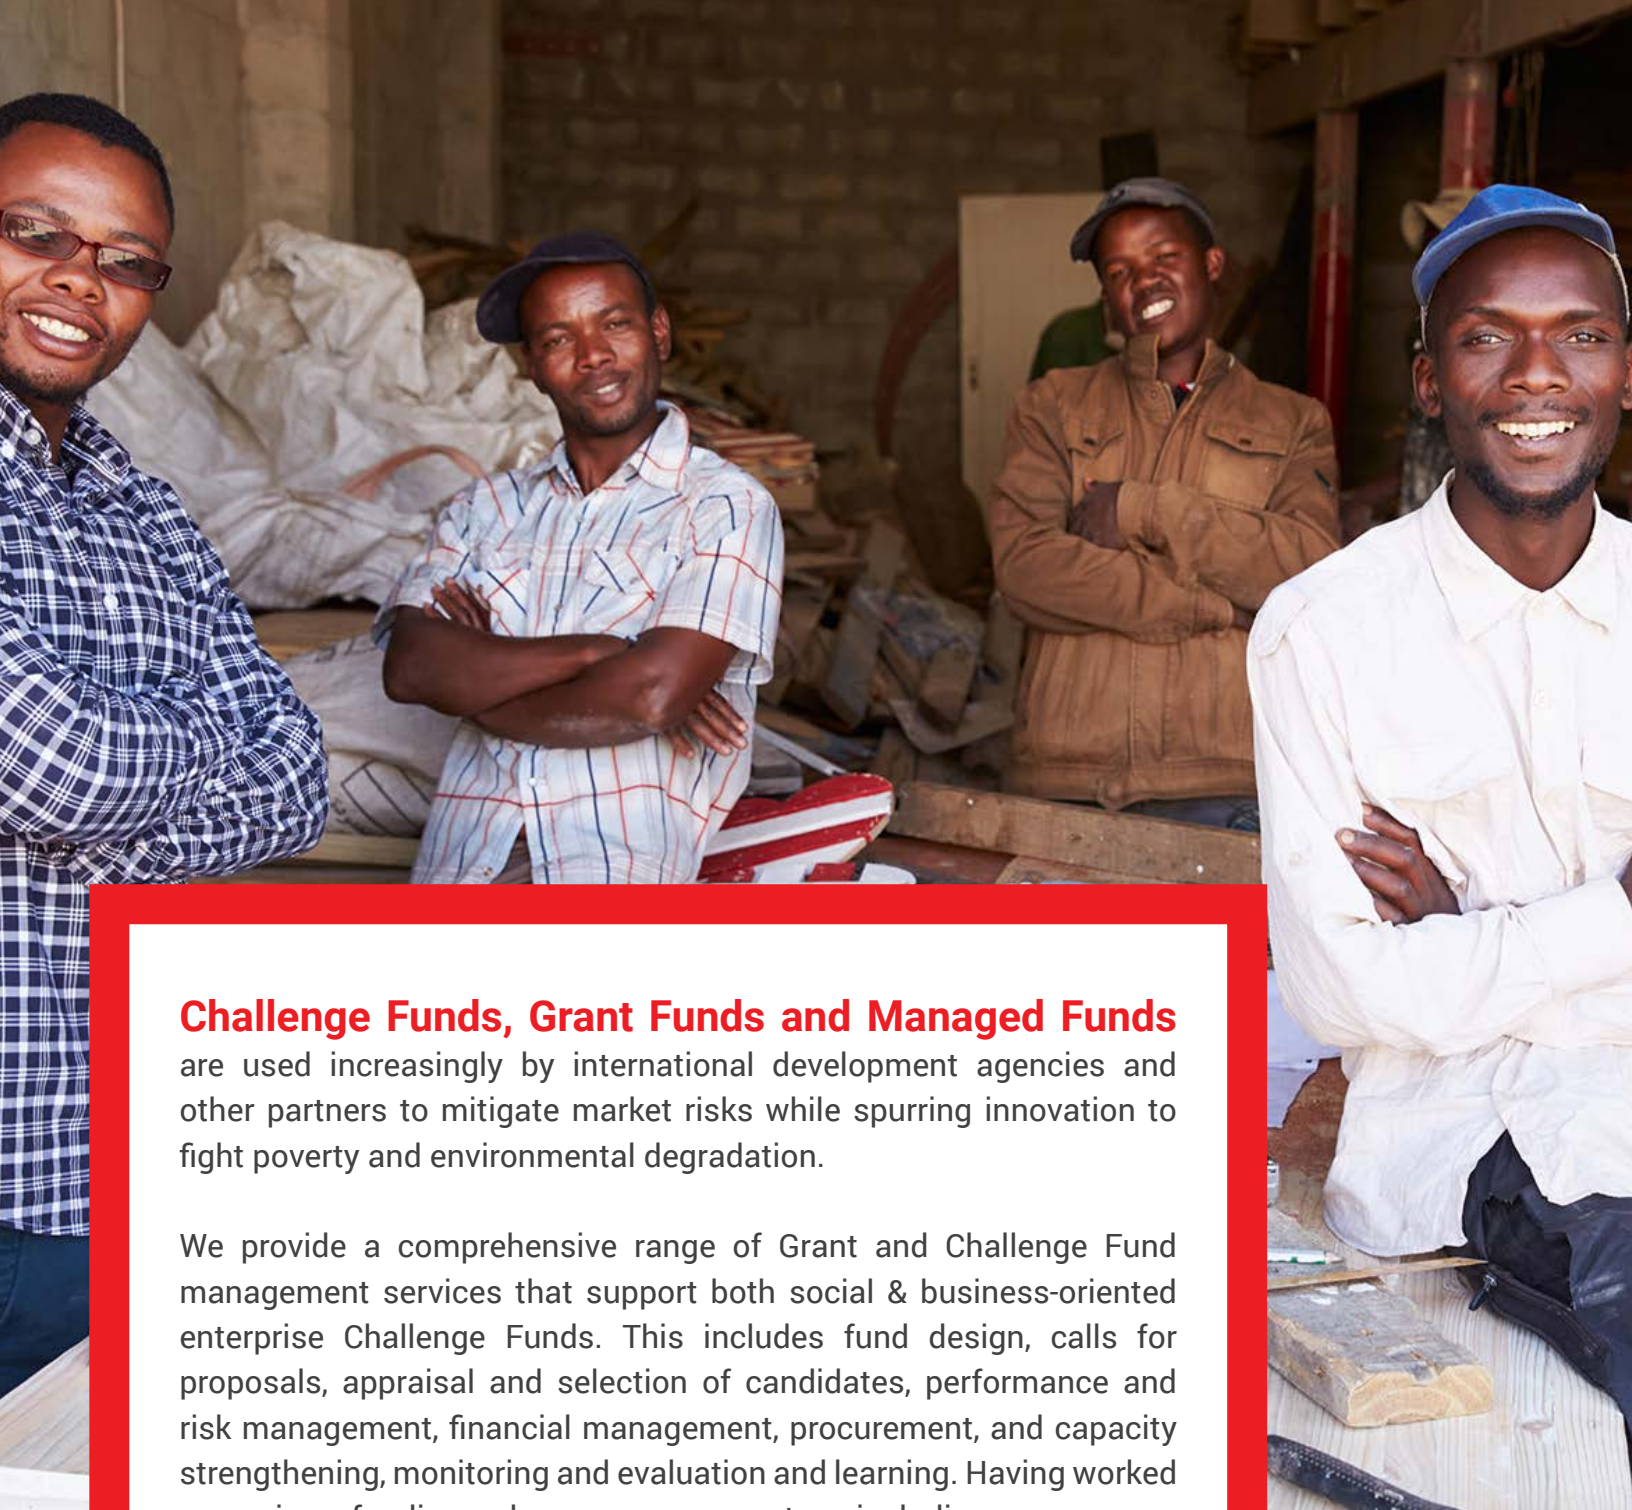 Challenge Funds, Grant Funds and Managed Funds
are used increasingly by international development agencies and
other partners to mitigate market risks while spurring innovation to
fight poverty and environmental degradation.
We provide a comprehensive range of Grant and Challenge Fund
management services that support both social & business-oriented
enterprise Challenge Funds. This includes fund design, calls for
proposals, appraisal and selection of candidates, performance and
risk management, financial management, procurement, and capacity
strengthening, monitoring and evaluation and learning. Having worked